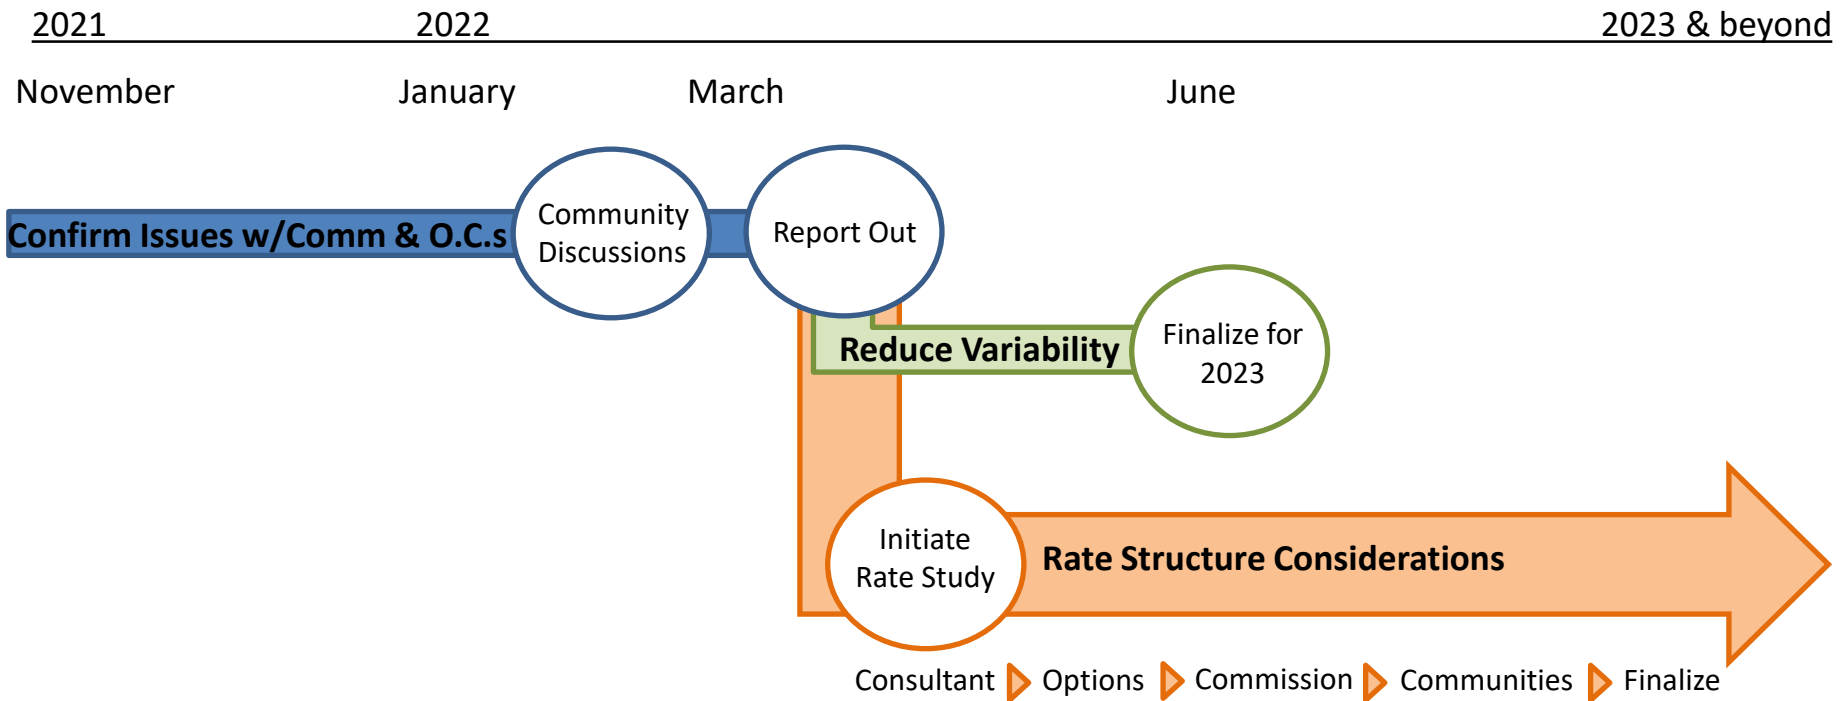 2021 2022 2023 & beyond
November January March June
Confirm Issues w/Comm & O.C.s
Community
Discussions
Report Out
Reduce Variability
Finalize for
2023
Initiate
Rate Study
Rate Structure Considerations
Consultant Options Commission Communities Finalize